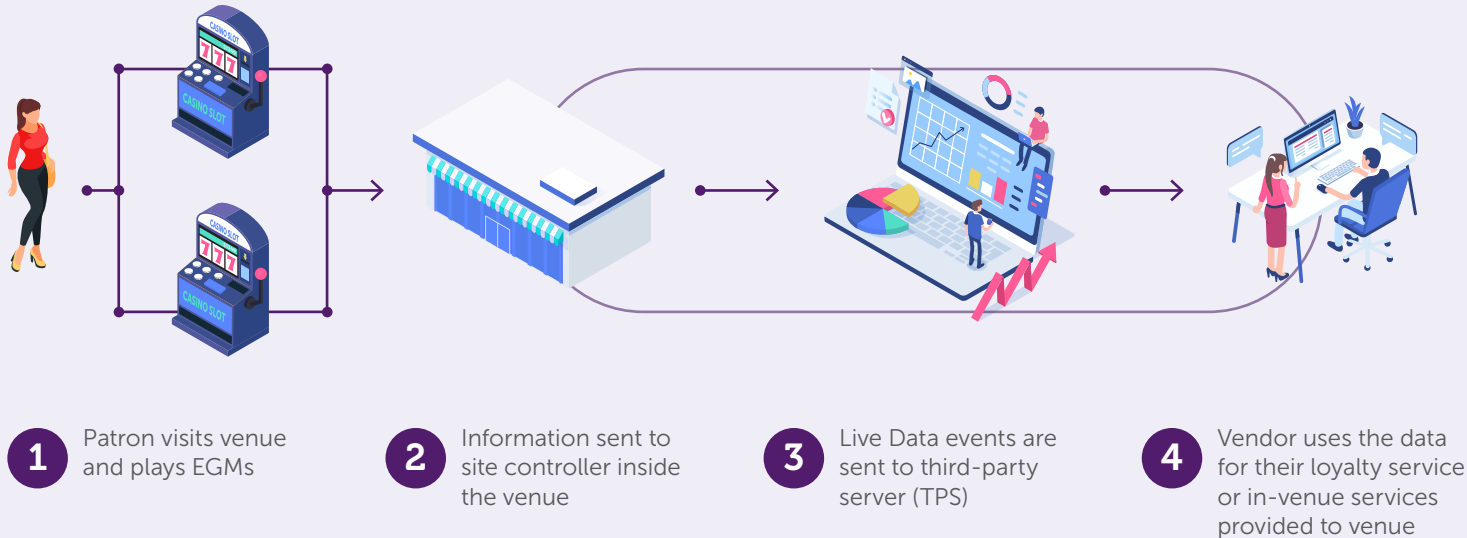 CASINO SLOT
777
CASINO SLOT
CASINO SLOT
777
CASINO SLOT
1
Patron visits venue
and plays EGMs
2
Information sent to
site controller inside
the venue
3
Live Data events are
sent to third-party
server (TPS)
4
Vendor uses the data
for their loyalty service
or in-venue services
provided to venue